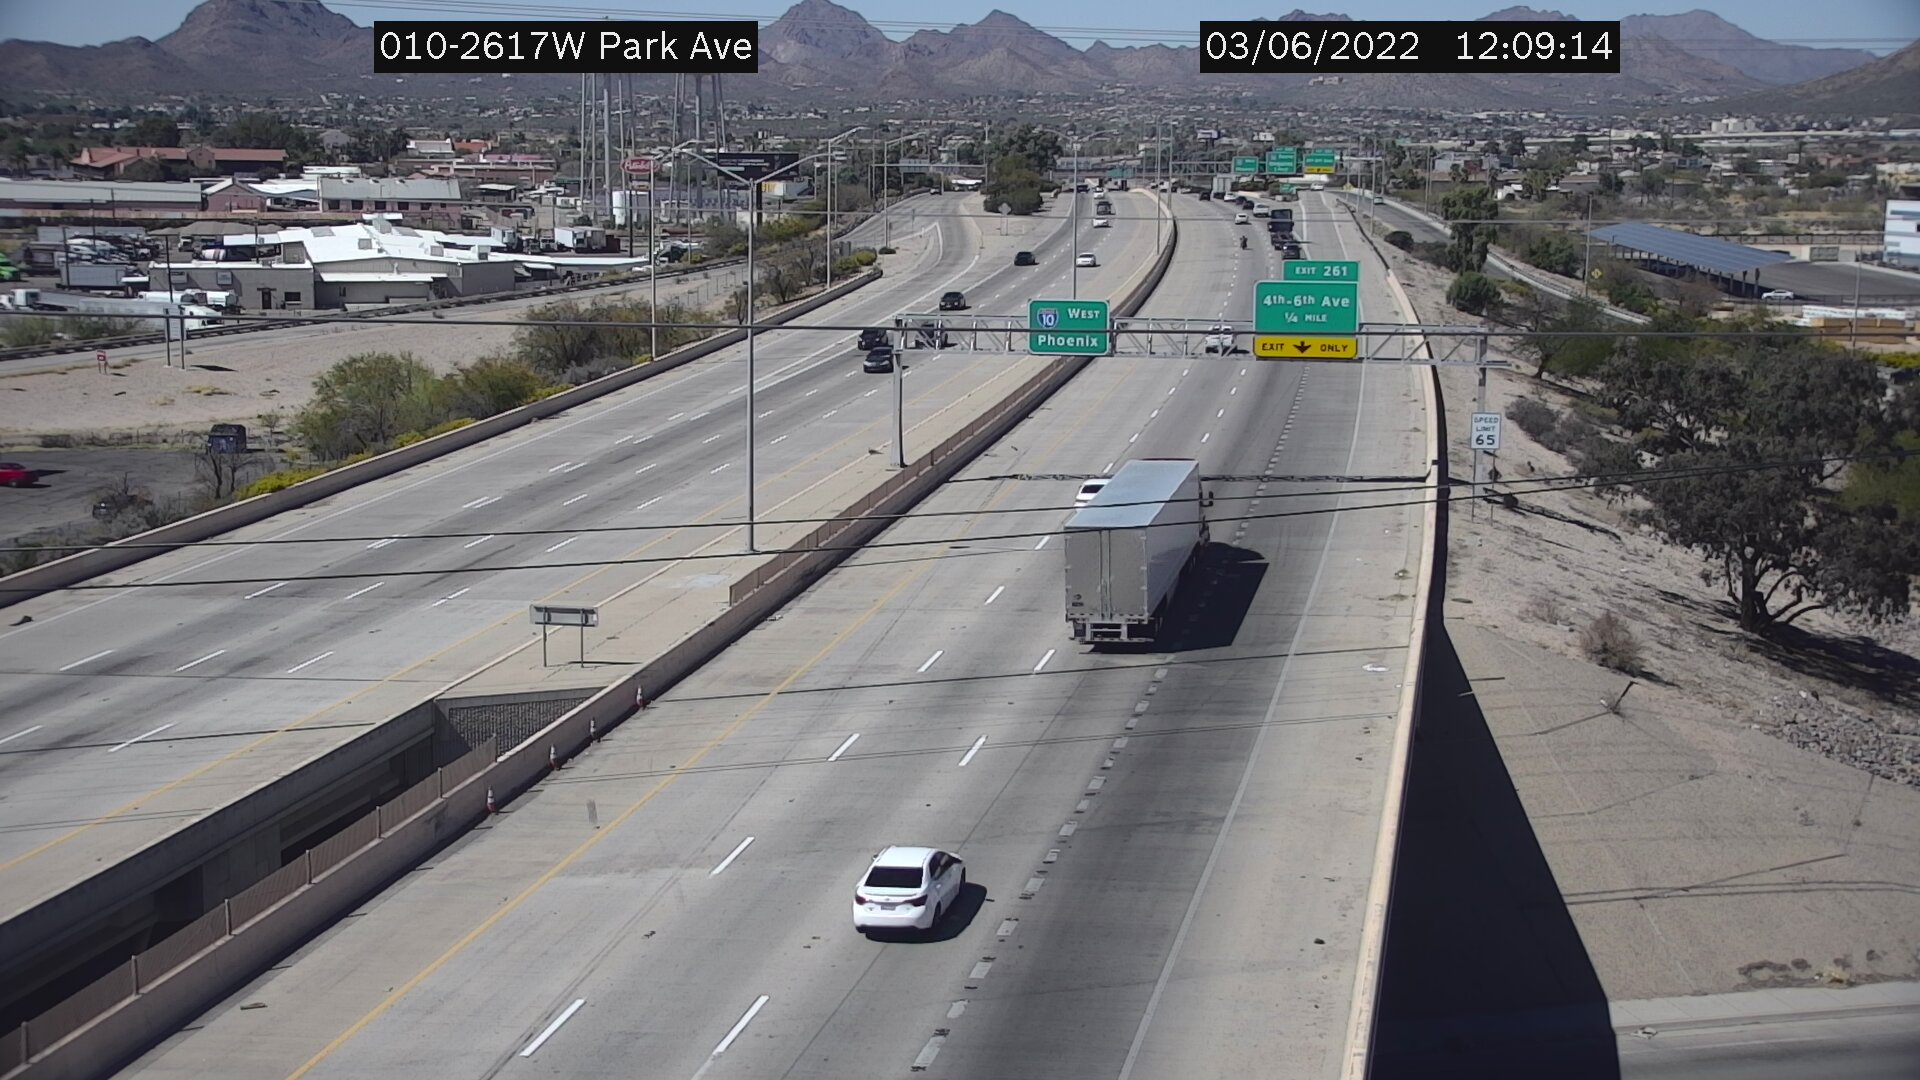 010-2617W Park Ave
03/06/2022 12:09:14
EXIT 261
4th-6th Ave
1/4 MILE
EXIT ONLY
10
WEST
Phoenix
SPEED
LIMIT
65